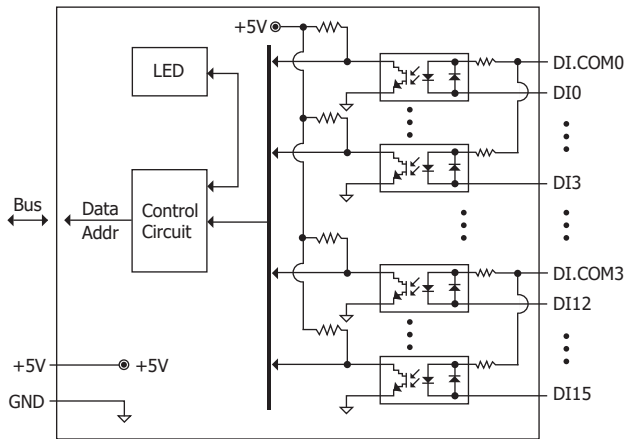 +5V
LED
DI.COM0
DI0
DI3
Bus
Data
Addr
Control
Circuit
DI.COM3
DI12
+5V
+5V
GND
DI15